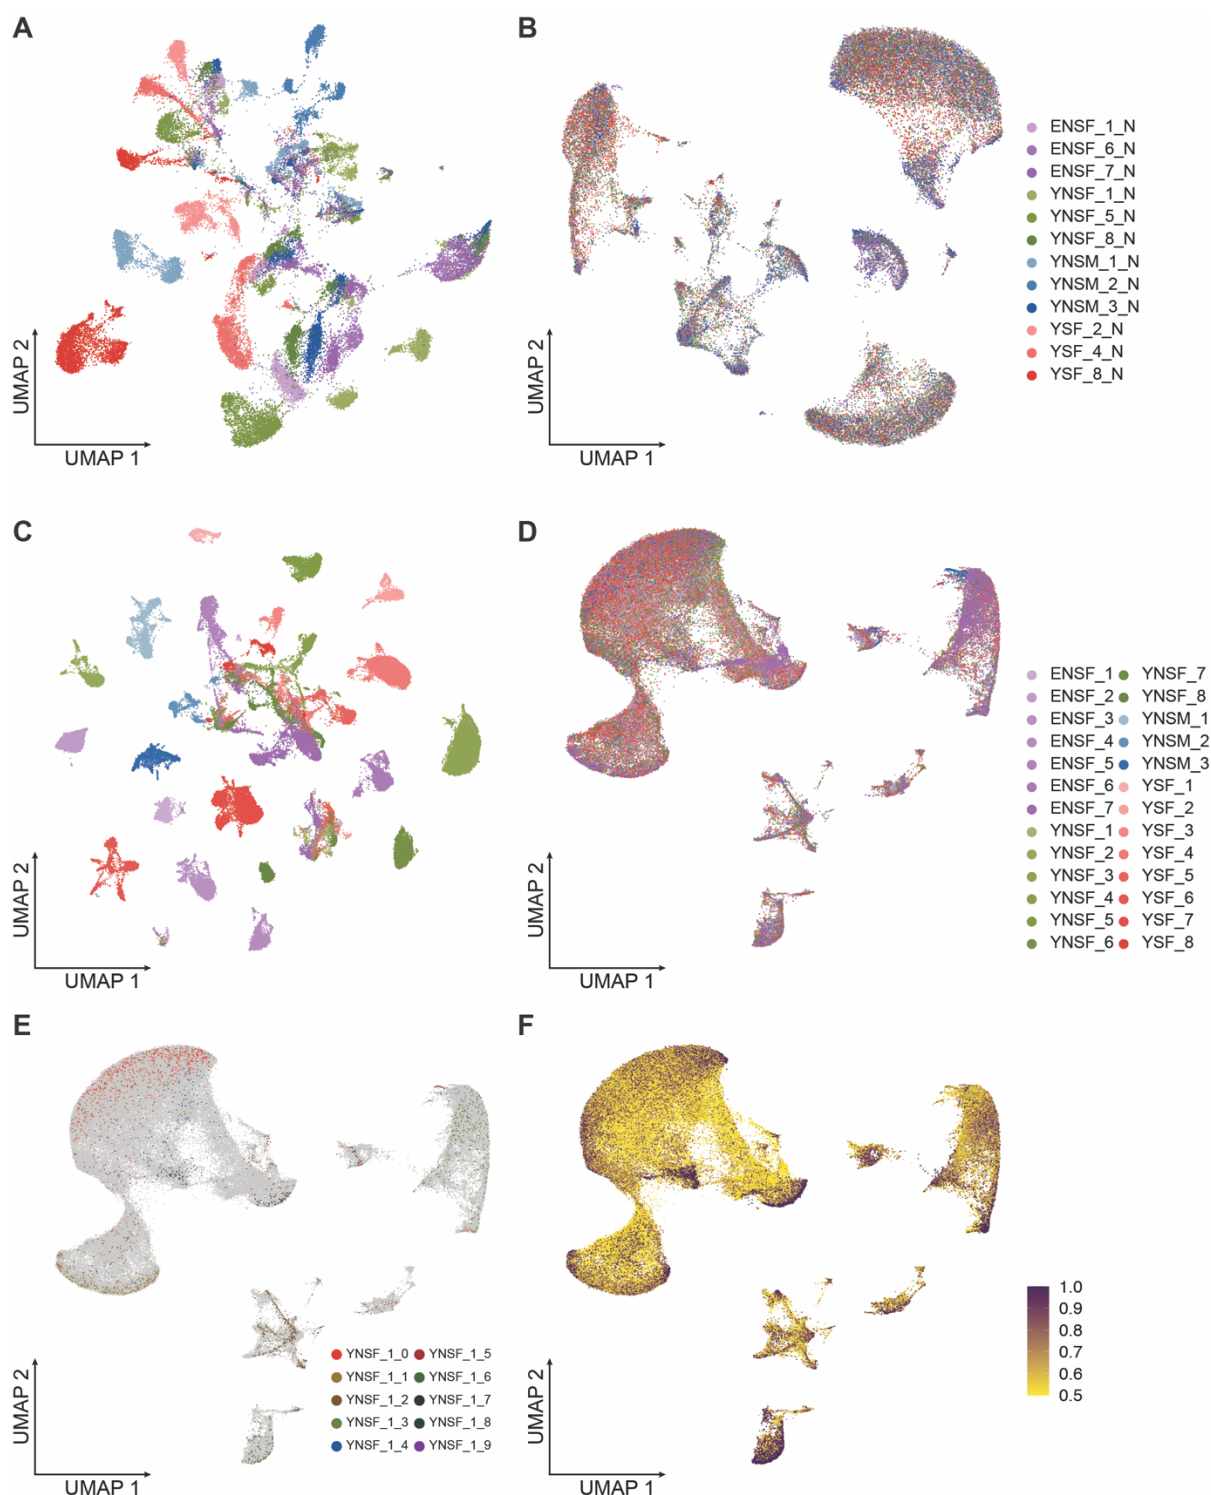 A
B
UMAP 2
UMAP 1
UMAP 2
UMAP 1
ENSF_1_N
ENSF_6_N
ENSF_7_N
YNSF_1_N
YNSF_5_N
YNSF_8_N
YNSM_1_N
YNSM_2_N
YNSM_3_N
YSF_2_N
YSF_4_N
YSF_8_N
C
D
UMAP 2
UMAP 1
UMAP 2
UMAP 1
ENSF_1 YNSF_7
ENSF_2 YNSF_8
ENSF_3 YNSM_1
ENSF_4 YNSM_2
ENSF_5 YNSM_3
ENSF_6 YSF_1
ENSF_7 YSF_2
YNSF_1 YSF_3
YNSF_2 YSF_4
YNSF_3 YSF_5
YNSF_4 YSF_6
YNSF_5 YSF_7
YNSF_6 YSF_8
E
F
UMAP 2
UMAP 1
YNSF_1_0 YNSF_1_5
YNSF_1_1 YNSF_1_6
YNSF_1_2 YNSF_1_7
YNSF_1_3 YNSF_1_8
YNSF_1_4 YNSF_1_9
UMAP 2
UMAP 1
1.0
0.9
0.8
0.7
0.6
0.5